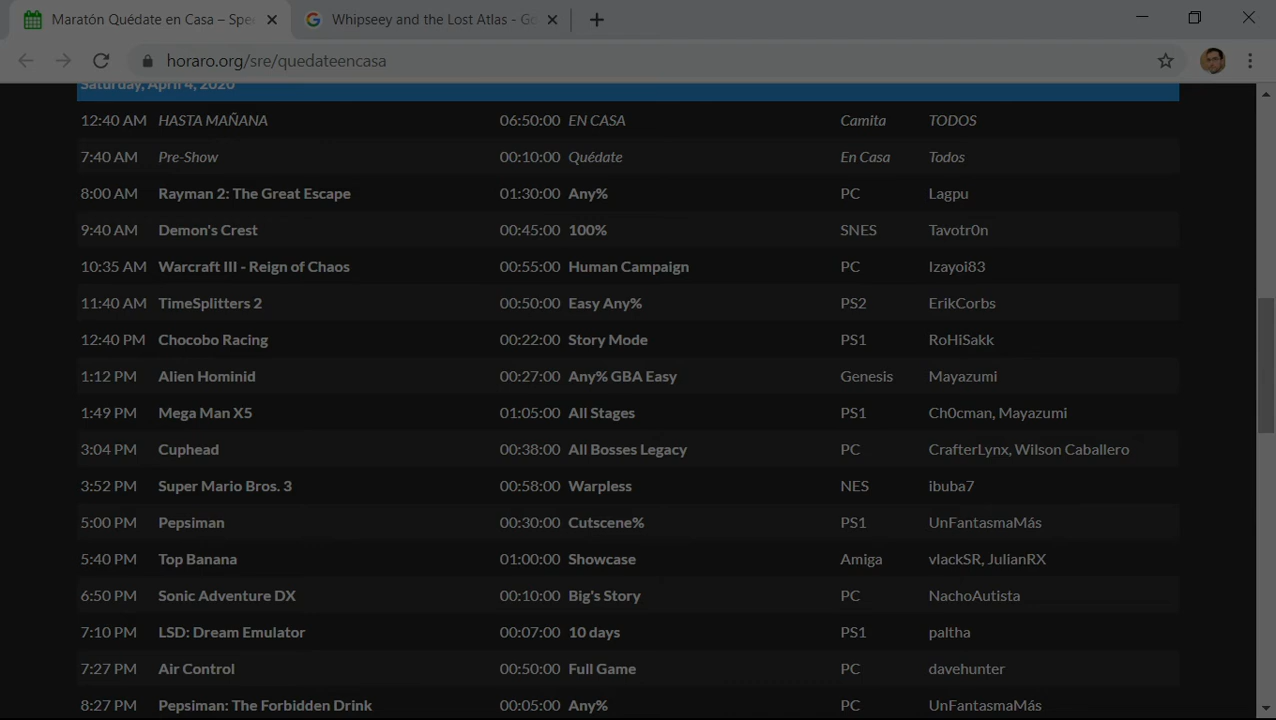 Maratón Quédate en Casa – Spee
Whipseey and the Lost Atlas - Go
horaro.org/sre/quedateencasa
Saturday, April 4, 2020
12:40 AM HASTA MAÑANA 06:50:00 EN CASA Camita TODOS
7:40 AM Pre-Show 00:10:00 Quédate En Casa Todos
8:00 AM Rayman 2: The Great Escape 01:30:00 Any% PC Lagpu
9:40 AM Demon's Crest 00:45:00 100% SNES Tavotr0n
10:35 AM Warcraft III - Reign of Chaos 00:55:00 Human Campaign PC Izayoi83
11:40 AM TimeSplitters 2 00:50:00 Easy Any% PS2 ErikCorbs
12:40 PM Chocobo Racing 00:22:00 Story Mode PS1 RoHiSakk
1:12 PM Alien Hominid 00:27:00 Any% GBA Easy Genesis Mayazumi
1:49 PM Mega Man X5 01:05:00 All Stages PS1 Ch0cman, Mayazumi
3:04 PM Cuphead 00:38:00 All Bosses Legacy PC CrafterLynx, Wilson Caballero
3:52 PM Super Mario Bros. 3 00:58:00 Warpless NES ibuba7
5:00 PM Pepsiman 00:30:00 Cutscene% PS1 UnFantasmaMás
5:40 PM Top Banana 01:00:00 Showcase Amiga vlackSR, JulianRX
6:50 PM Sonic Adventure DX 00:10:00 Big's Story PC NachoAutista
7:10 PM LSD: Dream Emulator 00:07:00 10 days PS1 paltha
7:27 PM Air Control 00:50:00 Full Game PC davehunter
8:27 PM Pepsiman: The Forbidden Drink 00:05:00 Any% PC UnFantasmaMás